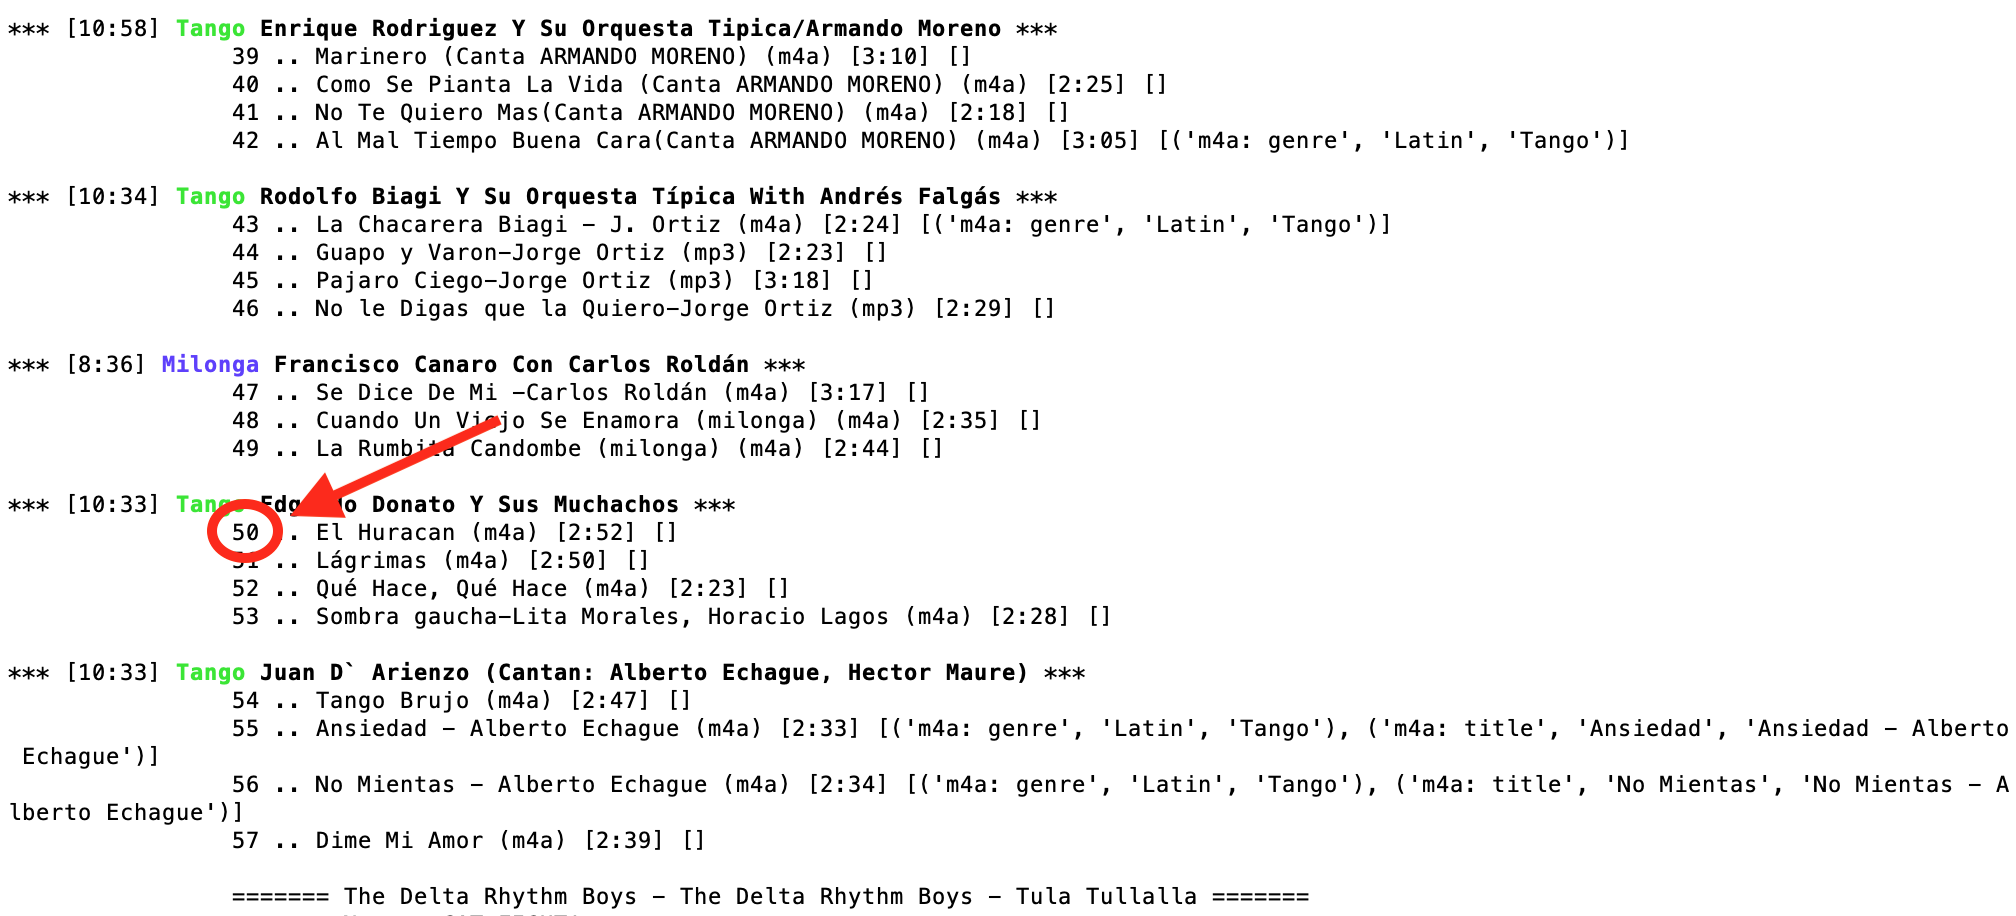 *** [10:58] Tango Enrique Rodriguez Y Su Orquesta Tipica/Armando Moreno ***
39 .. Marinero (Canta ARMANDO MORENO) (m4a) [3:10] []
40 .. Como Se Pianta La Vida (Canta ARMANDO MORENO) (m4a) [2:25] []
41 .. No Te Quiero Mas(Canta ARMANDO MORENO) (m4a) [2:18] []
42 .. Al Mal Tiempo Buena Cara(Canta ARMANDO MORENO) (m4a) [3:05] [('m4a: genre', 'Latin', 'Tango')]
*** [10:34] Tango Rodolfo Biagi Y Su Orquesta Típica With Andrés Falgás ***
43 .. La Chacarera Biagi - J. Ortiz (m4a) [2:24] [('m4a: genre', 'Latin', 'Tango')]
44 .. Guapo y Varon-Jorge Ortiz (mp3) [2:23] []
45 .. Pajaro Ciego-Jorge Ortiz (mp3) [3:18] []
46 .. No le Digas que la Quiero-Jorge Ortiz (mp3) [2:29] []
*** [8:36] Milonga Francisco Canaro Con Carlos Roldán ***
47 .. Se Dice De Mi -Carlos Roldán (m4a) [3:17] []
48 .. Cuando Un Viejo Se Enamora (milonga) (m4a) [2:35] []
49 .. La Rumbita Candombe (milonga) (m4a) [2:44] []
*** [10:33] Tango Edgardo Donato Y Sus Muchachos ***
50 .. El Huracan (m4a) [2:52] []
51 .. Lágrimas (m4a) [2:50] []
52 .. Qué Hace, Qué Hace (m4a) [2:23] []
53 .. Sombra gaucha-Lita Morales, Horacio Lagos (m4a) [2:28] []
*** [10:33] Tango Juan D` Arienzo (Cantan: Alberto Echague, Hector Maure) ***
54 .. Tango Brujo (m4a) [2:47] []
55 .. Ansiedad - Alberto Echague (m4a) [2:33] [('m4a: genre', 'Latin', 'Tango'), ('m4a: title', 'Ansiedad', 'Ansiedad - Alberto
Echague')]
56 .. No Mientas - Alberto Echague (m4a) [2:34] [('m4a: genre', 'Latin', 'Tango'), ('m4a: title', 'No Mientas', 'No Mientas - A
lberto Echague')]
57 .. Dime Mi Amor (m4a) [2:39] []
======= The Delta Rhythm Boys - The Delta Rhythm Boys - Tula Tullalla =======